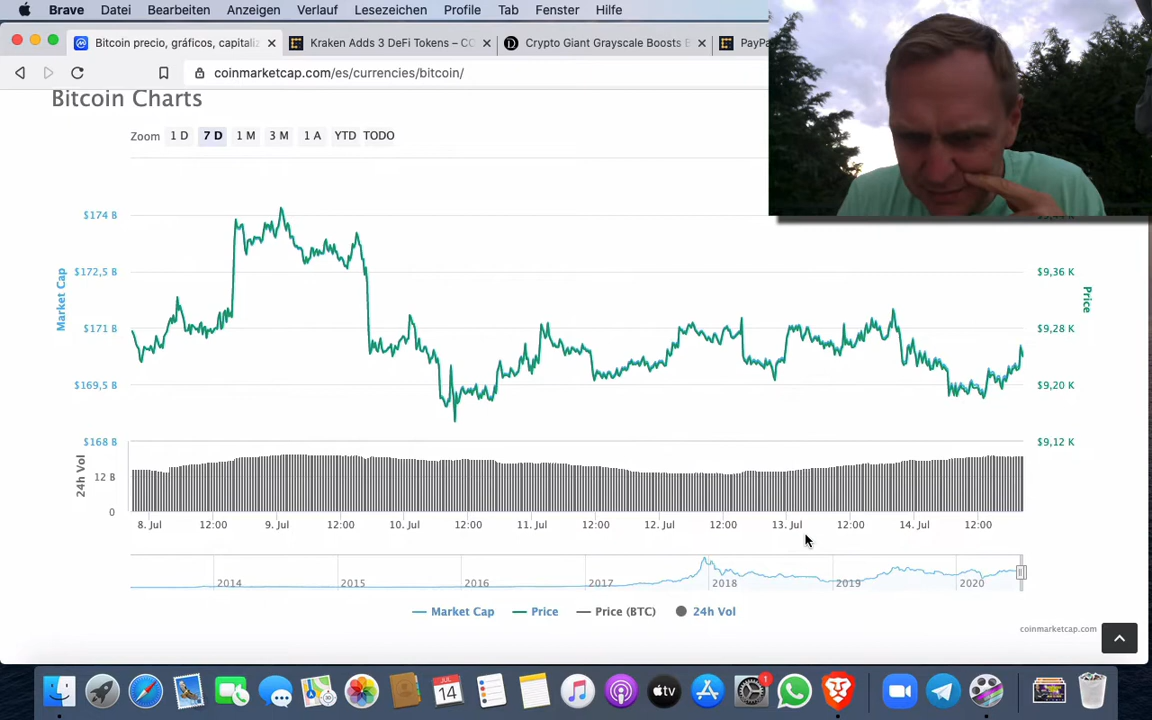 Brave Datei Bearbeiten Anzeigen Verlauf Lesezeichen Profile Tab Fenster Hilfe
Bitcoin precio, gráficos, capitaliz Kraken Adds 3 DeFi Tokens – CC Crypto Giant Grayscale Boosts E PayPa
coinmarketcap.com/es/currencies/bitcoin/
Bitcoin Charts
Zoom 1 D 7 D 1 M 3 M 1 A YTD TODO
$174 B
$172,5 B $9,36 K
$171 B $9,28 K
$169,5 B $9,20 K
$168 B $9,12 K
Market Cap
Price
24h Vol
12 B
0
8. Jul 12:00 9. Jul 12:00 10. Jul 12:00 11. Jul 12:00 12. Jul 12:00 13. Jul 12:00 14. Jul 12:00
2014 2015 2016 2017 2018 2019 2020
Market Cap Price Price (BTC) 24h Vol
coinmarketcap.com
JUL
14
tv
1